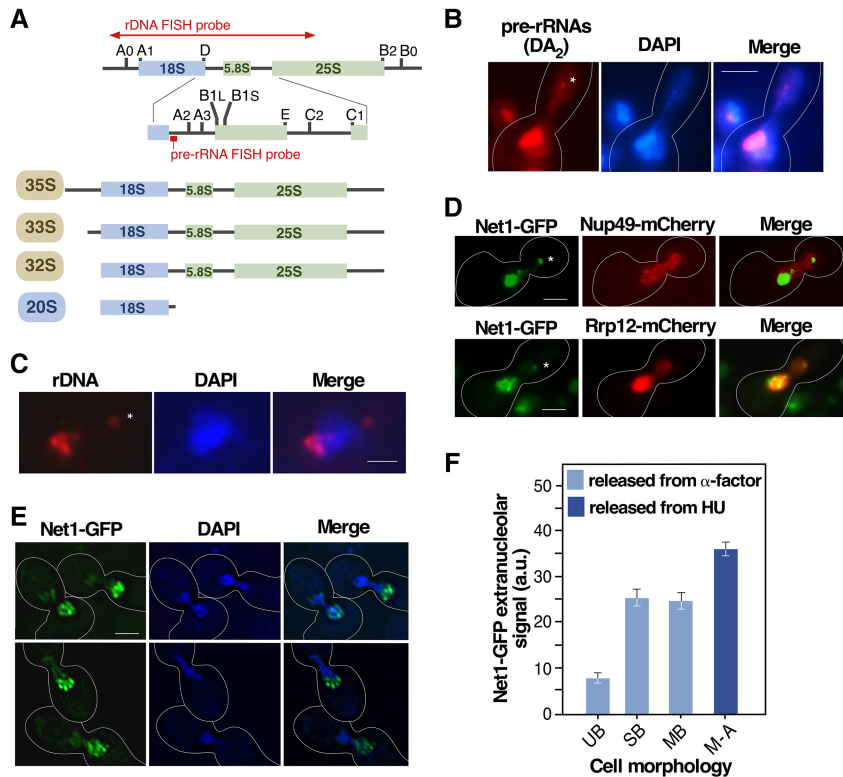 A
rDNA FISH probe
A0 A1 D B2 B0
18S 5.8S 25S
B1L B1S
A2 A3 E C2 C1
pre-rRNA FISH probe
35S 18S 5.8S 25S
33S 18S 5.8S 25S
32S 18S 5.8S 25S
20S 18S
B
pre-rRNAs
(DA2) DAPI Merge
*
C
rDNA DAPI Merge
*
D
Net1-GFP Nup49-mCherry Merge
*
Net1-GFP Rrp12-mCherry Merge
*
E
Net1-GFP DAPI Merge
F
released from α-factor
released from HU
Net1-GFP extranucleolar
signal (a.u.)
50
40
35
20
10
0
UB SB MB M-A
Cell morphology